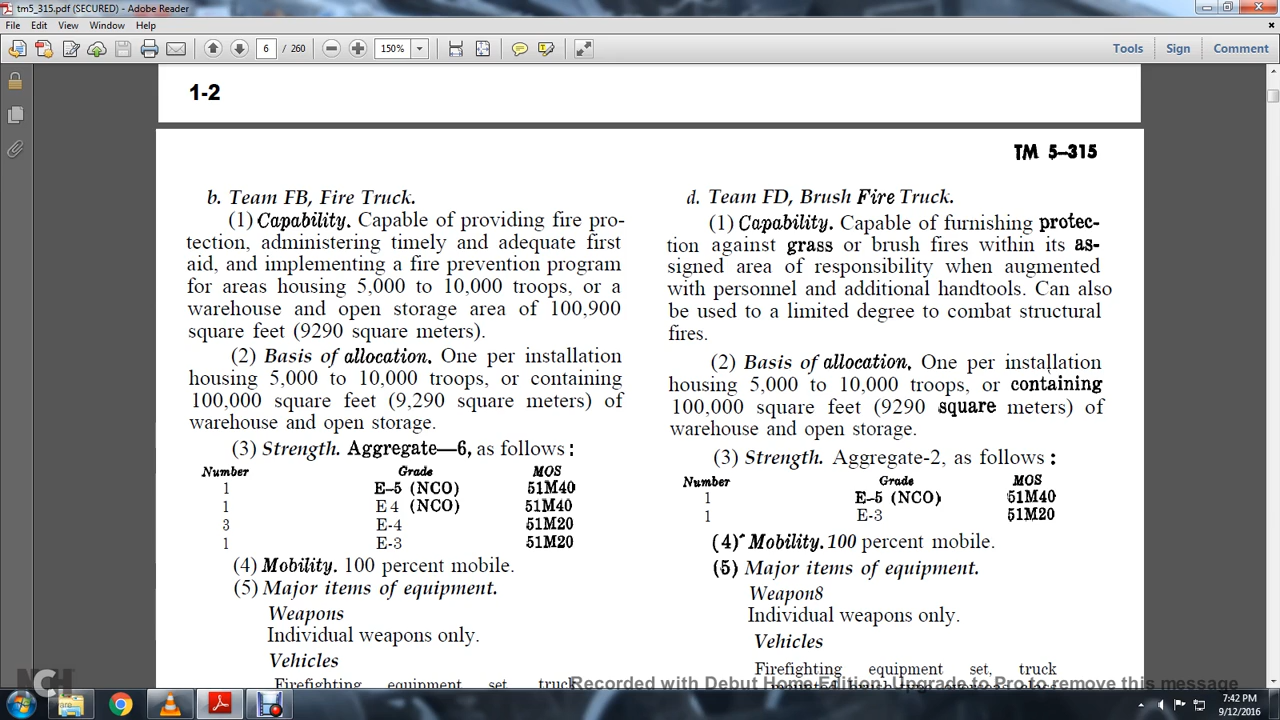 tm5_315.pdf (SECURED) - Adobe Reader
File Edit View Window Help
6 / 260 150% Tools Sign Comment
1-2
TM 5-315
b. Team FB, Fire Truck.
(1) Capability. Capable of providing fire pro-
tection, administering timely and adequate first
aid, and implementing a fire prevention program
for areas housing 5,000 to 10,000 troops, or a
warehouse and open storage area of 100,900
square feet (9290 square meters).
(2) Basis of allocation. One per installation
housing 5,000 to 10,000 troops, or containing
100,000 square feet (9,290 square meters) of
warehouse and open storage.
(3) Strength. Aggregate—6, as follows:
Number Grade MOS
1 E-5 (NCO) 51M40
1 E 4 (NCO) 51M40
3 E-4 51M20
1 E-3 51M20
(4) Mobility. 100 percent mobile.
(5) Major items of equipment.
Weapons
Individual weapons only.
Vehicles
Firefighting equipment set, truck
d. Team FD, Brush Fire Truck.
(1) Capability. Capable of furnishing protec-
tion against grass or brush fires within its as-
signed area of responsibility when augmented
with personnel and additional handtools. Can also
be used to a limited degree to combat structural
fires.
(2) Basis of allocation, One per installation
housing 5,000 to 10,000 troops, or containing
100,000 square feet (9290 square meters) of
warehouse and open storage.
(3) Strength. Aggregate-2, as follows:
Number Grade MOS
1 E-5 (NCO) 51M40
1 E-3 51M20
(4) Mobility. 100 percent mobile.
(5) Major items of equipment.
Weapon8
Individual weapons only.
Vehicles
Firefighting equipment set, truck
NCH
Recorded with Debut Home Edition. Upgrade to Pro to remove this message
7:42 PM
9/12/2016